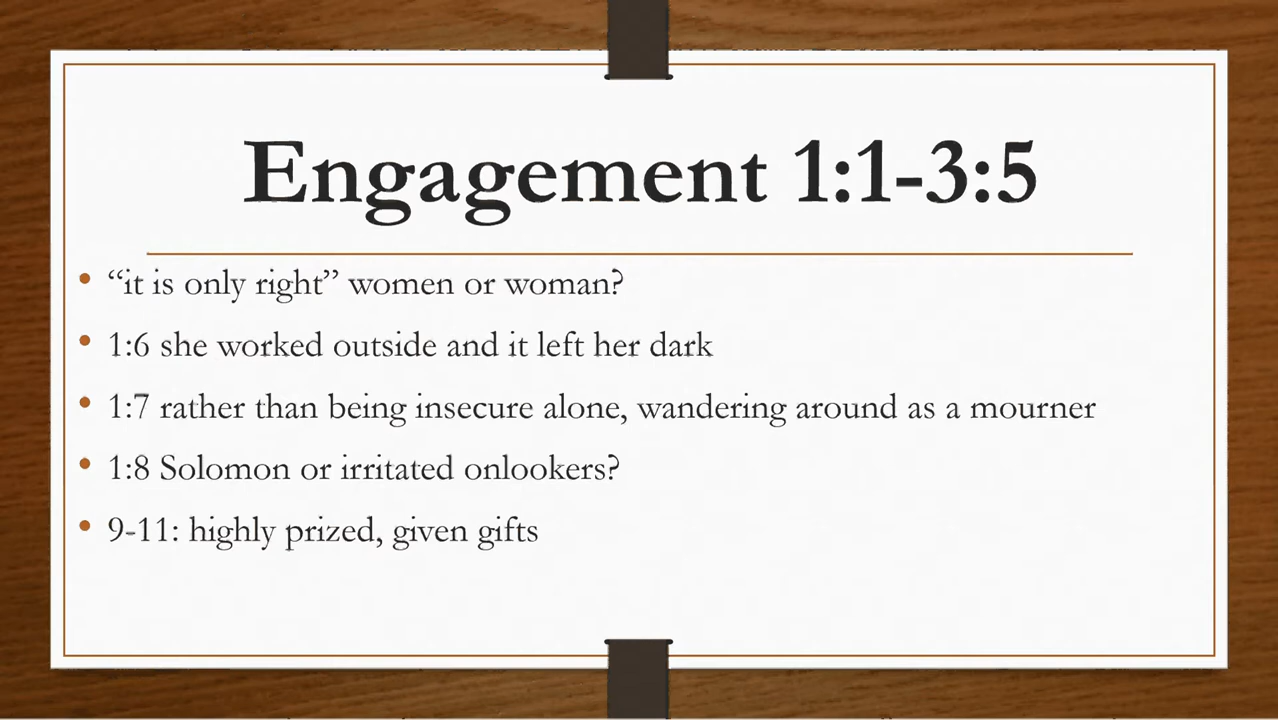 Engagement 1:1-3:5
• “it is only right” women or woman?
• 1:6 she worked outside and it left her dark
• 1:7 rather than being insecure alone, wandering around as a mourner
• 1:8 Solomon or irritated onlookers?
• 9-11: highly prized, given gifts